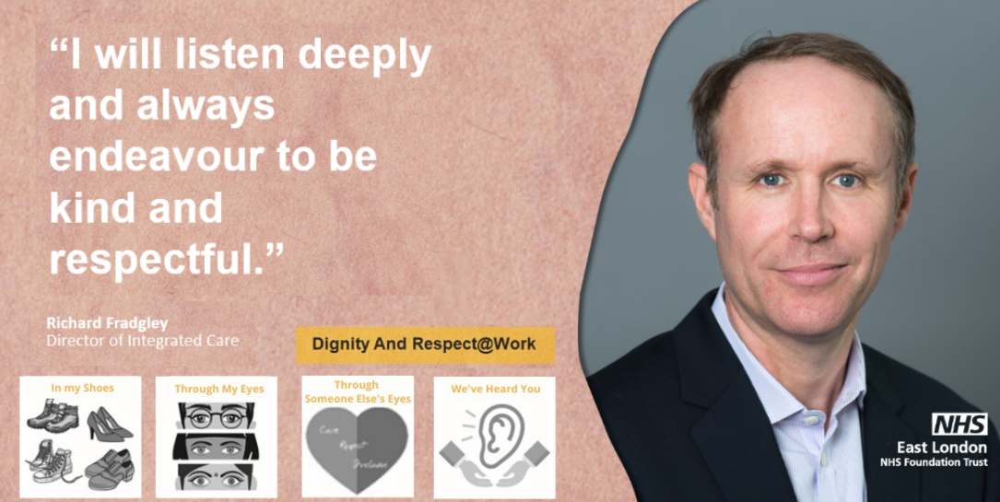 “I will listen deeply
and always
endeavour to be
kind and
respectful.”
Richard Fradgley
Director of Integrated Care
Dignity And Respect@Work
In my Shoes
Through My Eyes
Through
Someone Else's Eyes
We've Heard You
Care
Respect
NHS
East London
NHS Foundation Trust